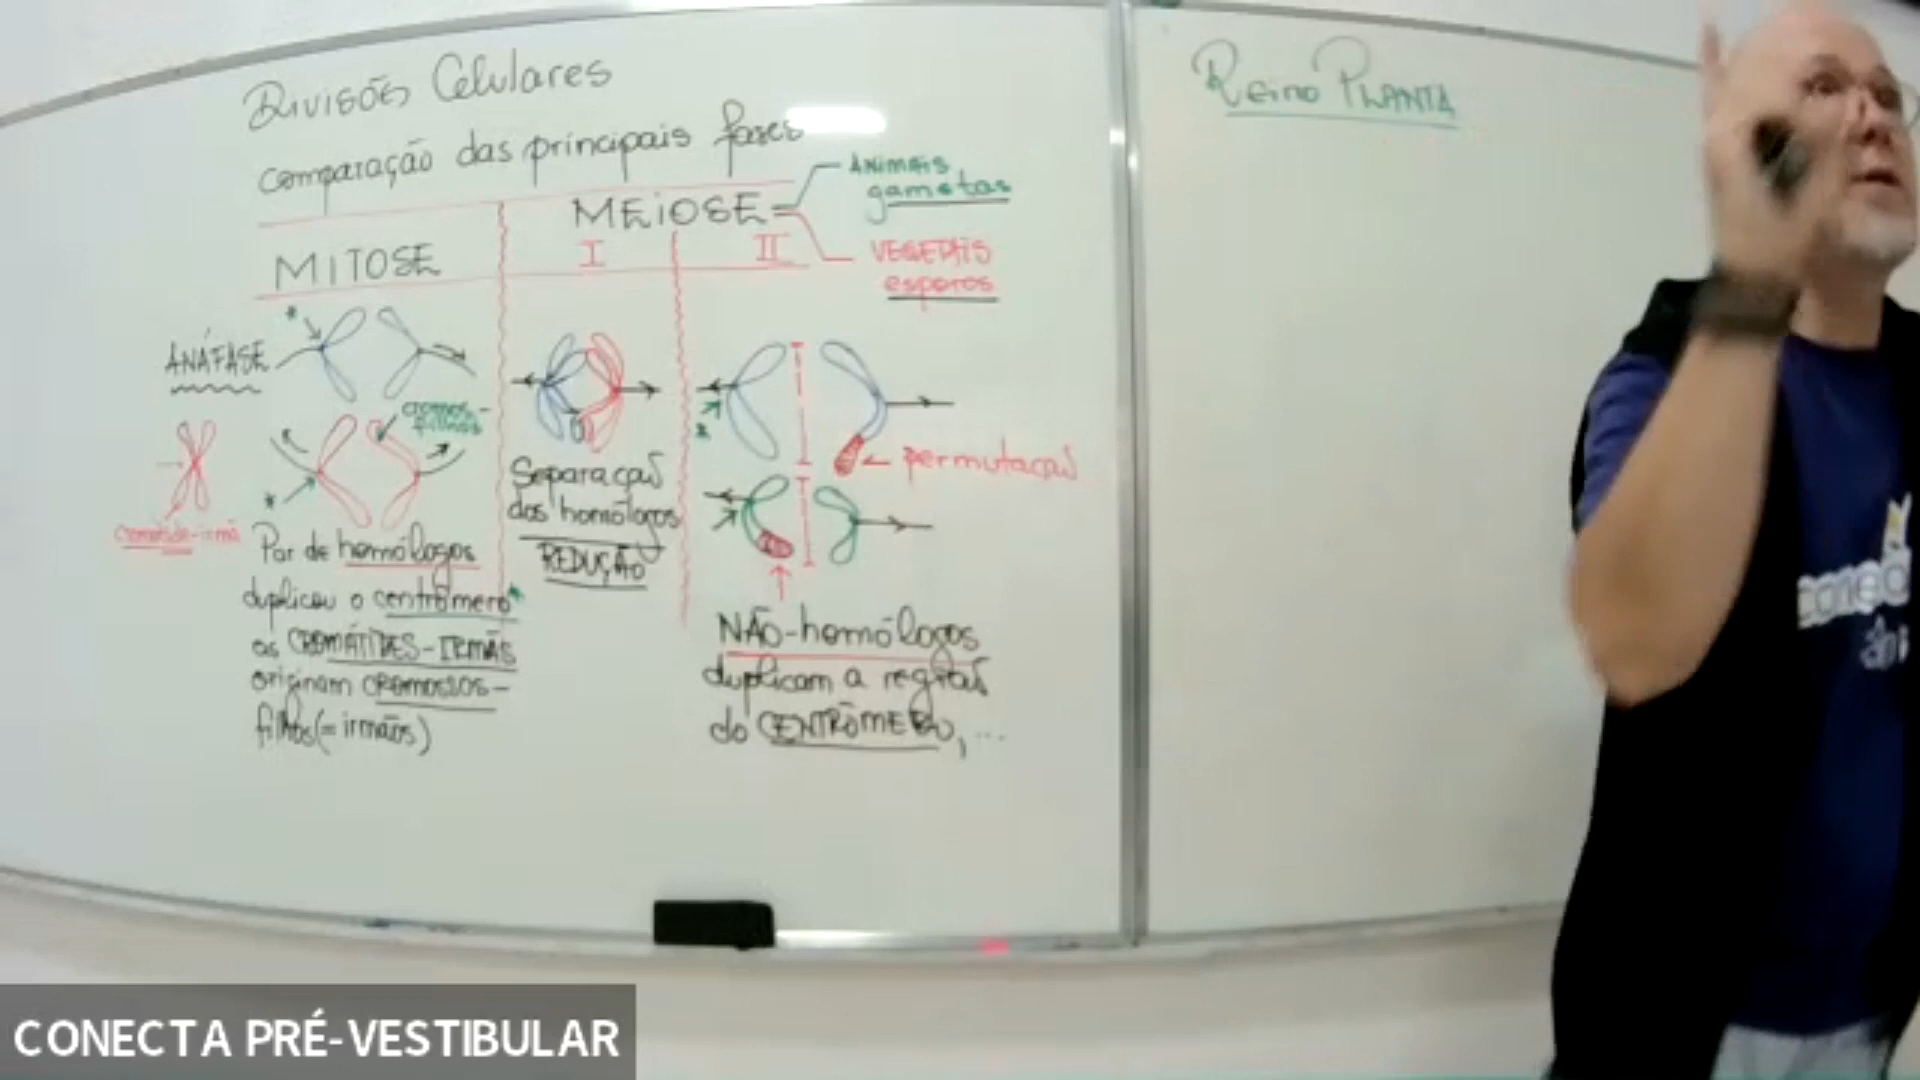 Divisões Celulares
comparação das principais fases
MITOSE
MEIOSE
I
II
ANIMAIS
gametas
VEGETAIS
esporos
ANÁFASE
cromos-
filhos
cromátide-irmã
Par de homólogos
duplicou o centrômero
as CROMÁTIDES-IRMÃS
originam CROMOSSOS-
filhos (= irmãos)
Separação
dos homólogos
REDUÇÃO
permutação
NÃO-homólogos
duplicam a região
do CENTRÔMERO, ...
Reino PLANTA
CONECTA PRÉ-VESTIBULAR